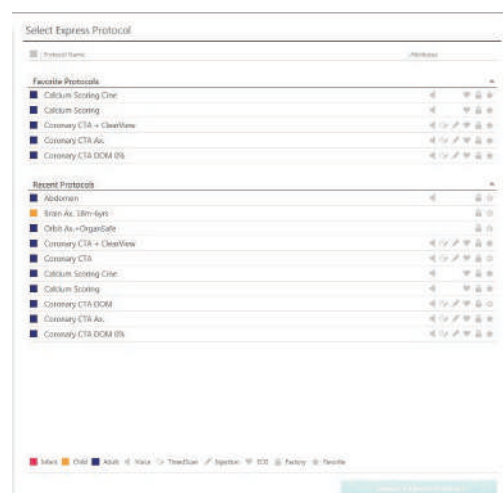 Select Express Protocol
Protocol Name Attributes
Favorite Protocols
Calcium Scoring Cine
Calcium Scoring
Coronary CTA + ClearView
Coronary CTA Ax.
Coronary CTA DOM 0%
Recent Protocols
Abdomen
Brain Ax. 18m-6yrs
Orbit Ax.+OrganSafe
Coronary CTA + ClearView
Coronary CTA
Calcium Scoring Cine
Calcium Scoring
Coronary CTA DOM
Coronary CTA Ax.
Coronary CTA DOM 0%
Infant Child Adult Voice TimedScan Injection ECG Factory Favorite